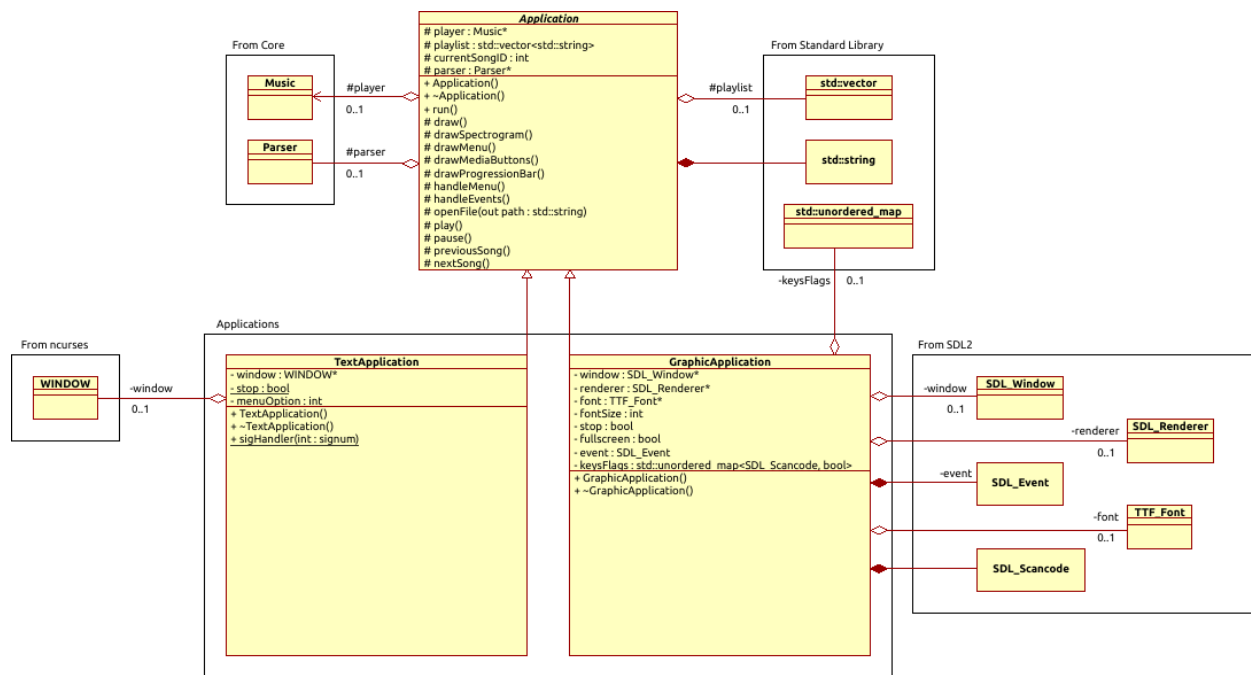 Application
# player : Music*
# playlist : std::vector<std::string>
# currentSongID : int
# parser : Parser*
+ Application()
+ ~Application()
+ run()
# draw()
# drawSpectrogram()
# drawMenu()
# drawMediaButtons()
# drawProgressionBar()
# handleMenu()
# handleEvents()
# openFile(out path : std::string)
# play()
# pause()
# previousSong()
# nextSong()
From Core
Music
#player
0..1
Parser
#parser
0..1
From Standard Library
#playlist
0..1
std::vector
std::string
std::unordered_map
-keysFlags
0..1
Applications
From ncurses
WINDOW
-window
0..1
TextApplication
- window : WINDOW*
- stop : bool
- menuOption : int
+ TextApplication()
+ ~TextApplication()
+ sigHandler(int : signum)
GraphicApplication
- window : SDL_Window*
- renderer : SDL_Renderer*
- font : TTF_Font*
- fontSize : int
- stop : bool
- fullscreen : bool
- event : SDL_Event
- keysFlags : std::unordered_map<SDL_Scancode, bool>
+ GraphicApplication()
+ ~GraphicApplication()
From SDL2
-window
0..1
SDL_Window
-renderer
0..1
SDL_Renderer
-event
SDL_Event
-font
0..1
TTF_Font
SDL_Scancode